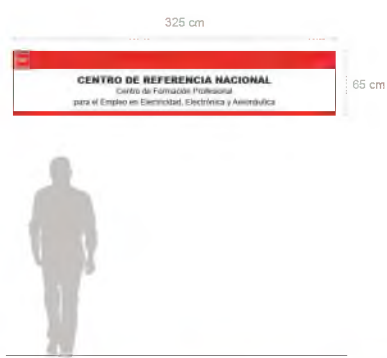 325 cm
65 cm
CENTRO DE REFERENCIA NACIONAL
Centro de Formación Profesional
para el Empleo en Electricidad, Electrónica y Aeronáutica